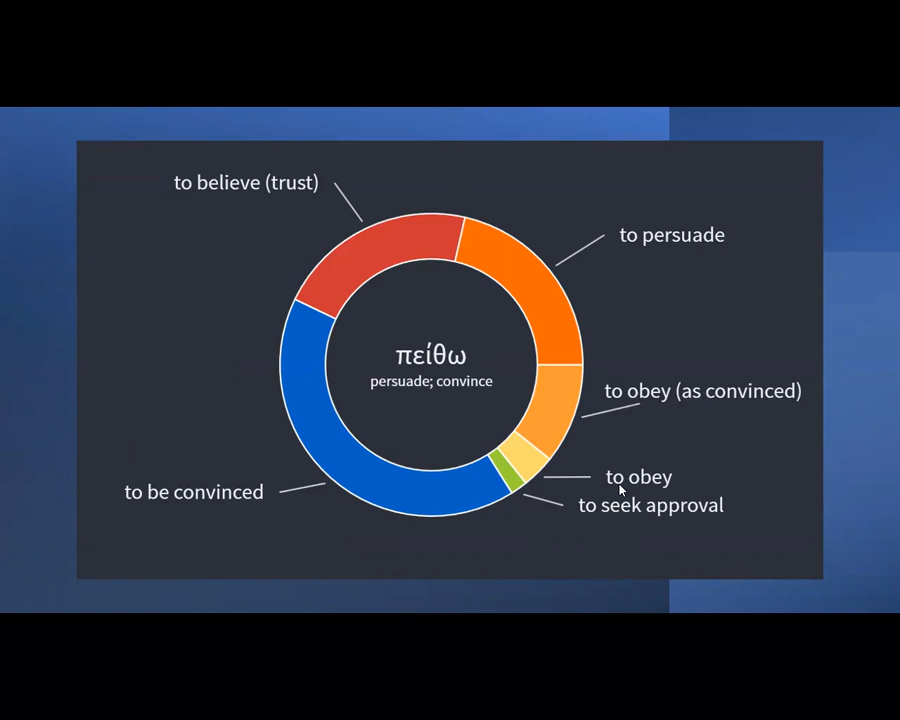 to believe (trust)
to persuade
πείθω
persuade; convince
to obey (as convinced)
to obey
to be convinced
to seek approval